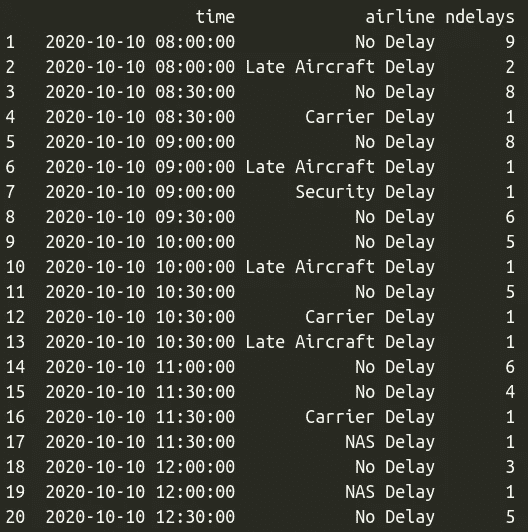 time airline ndelays
1 2020-10-10 08:00:00 No Delay 9
2 2020-10-10 08:00:00 Late Aircraft Delay 2
3 2020-10-10 08:30:00 No Delay 8
4 2020-10-10 08:30:00 Carrier Delay 1
5 2020-10-10 09:00:00 No Delay 8
6 2020-10-10 09:00:00 Late Aircraft Delay 1
7 2020-10-10 09:00:00 Security Delay 1
8 2020-10-10 09:30:00 No Delay 6
9 2020-10-10 10:00:00 No Delay 5
10 2020-10-10 10:00:00 Late Aircraft Delay 1
11 2020-10-10 10:30:00 No Delay 5
12 2020-10-10 10:30:00 Carrier Delay 1
13 2020-10-10 10:30:00 Late Aircraft Delay 1
14 2020-10-10 11:00:00 No Delay 6
15 2020-10-10 11:30:00 No Delay 4
16 2020-10-10 11:30:00 Carrier Delay 1
17 2020-10-10 11:30:00 NAS Delay 1
18 2020-10-10 12:00:00 No Delay 3
19 2020-10-10 12:00:00 NAS Delay 1
20 2020-10-10 12:30:00 No Delay 5